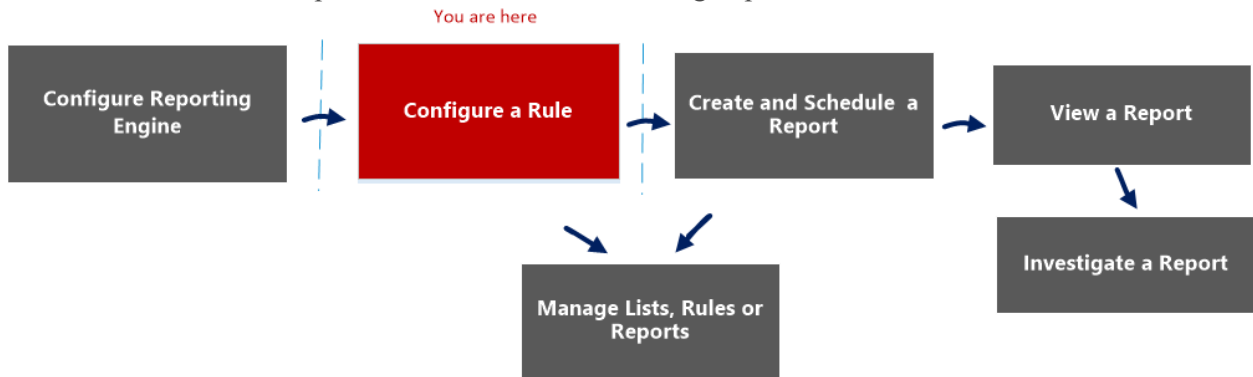 You are here
Configure Reporting
Engine
Configure a Rule
Create and Schedule a
Report
View a Report
Manage Lists, Rules or
Reports
Investigate a Report